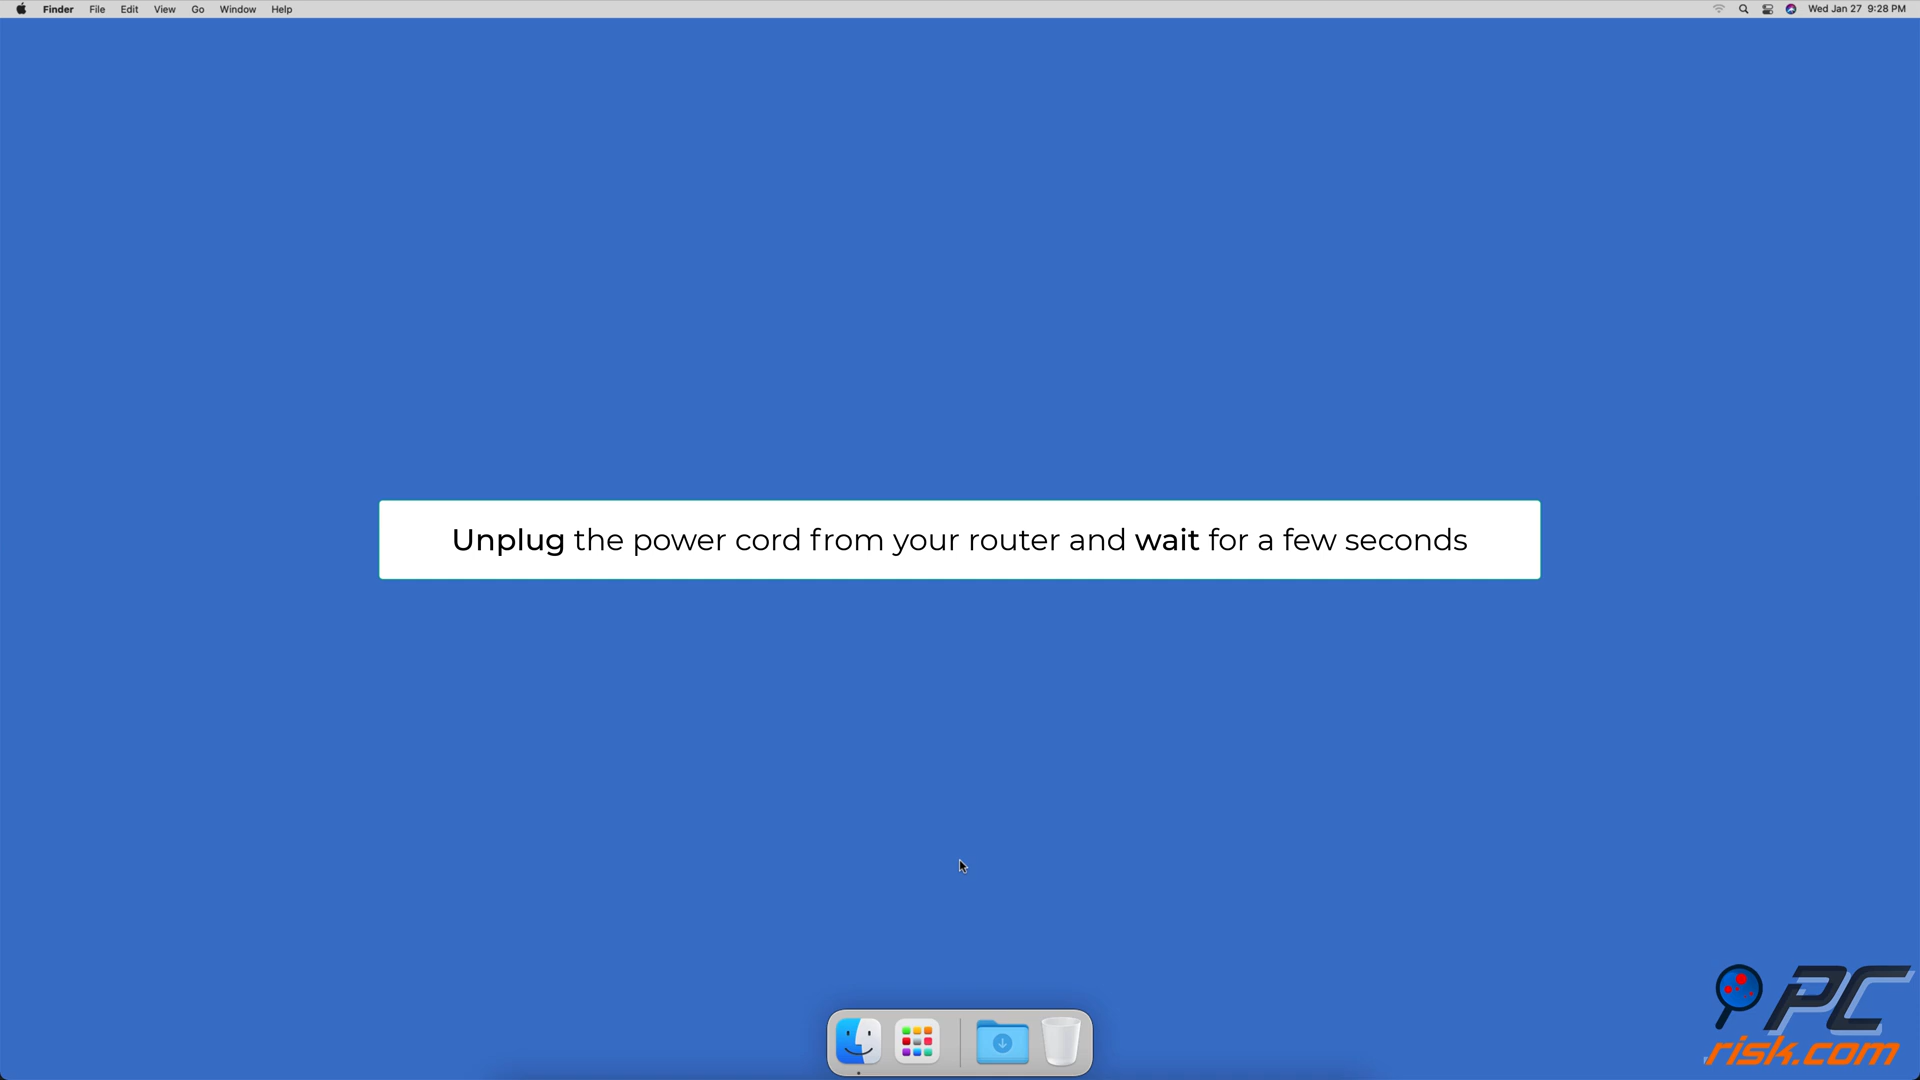 Finder File Edit View Go Window Help
Wed Jan 27 9:28 PM
Unplug the power cord from your router and wait for a few seconds
PC
risk.com